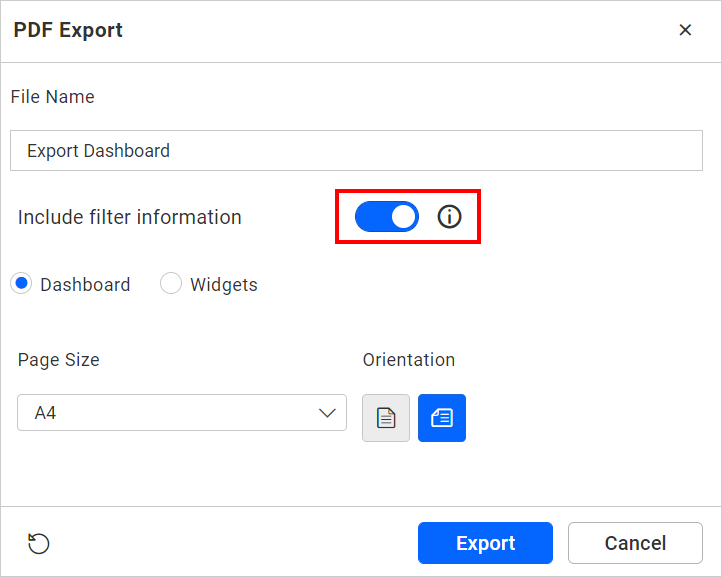 PDF Export
File Name
Export Dashboard
Include filter information
Dashboard Widgets
Page Size Orientation
A4
Export Cancel